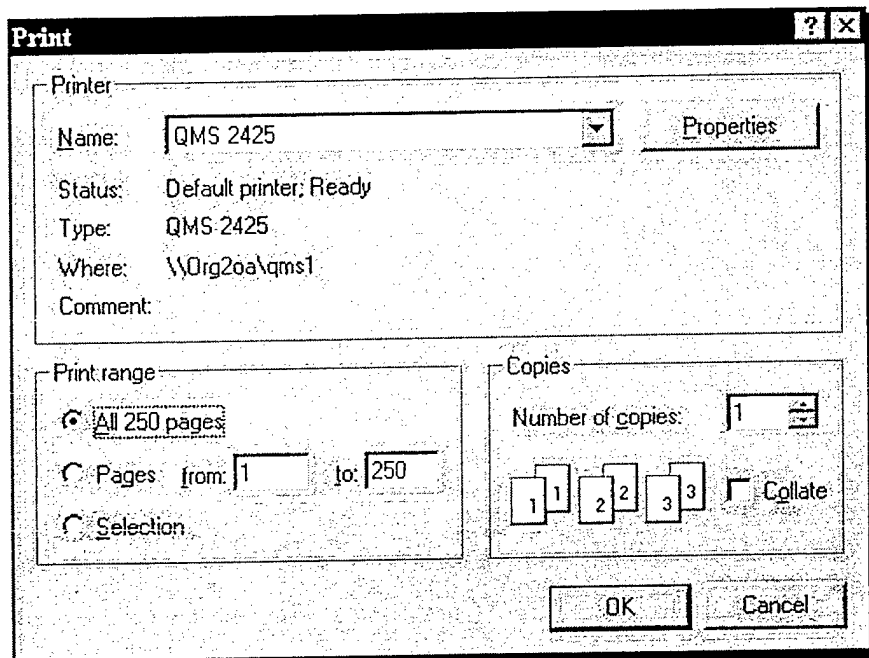 Print ? X
Printer
Name: QMS 2425 Properties
Status: Default printer; Ready
Type: QMS 2425
Where: \\Org2oa\qms1
Comment:
Print range
All 250 pages
Pages from: 1 to: 250
Selection
Copies
Number of copies: 1
1 1 2 2 3 3 Collate
OK Cancel